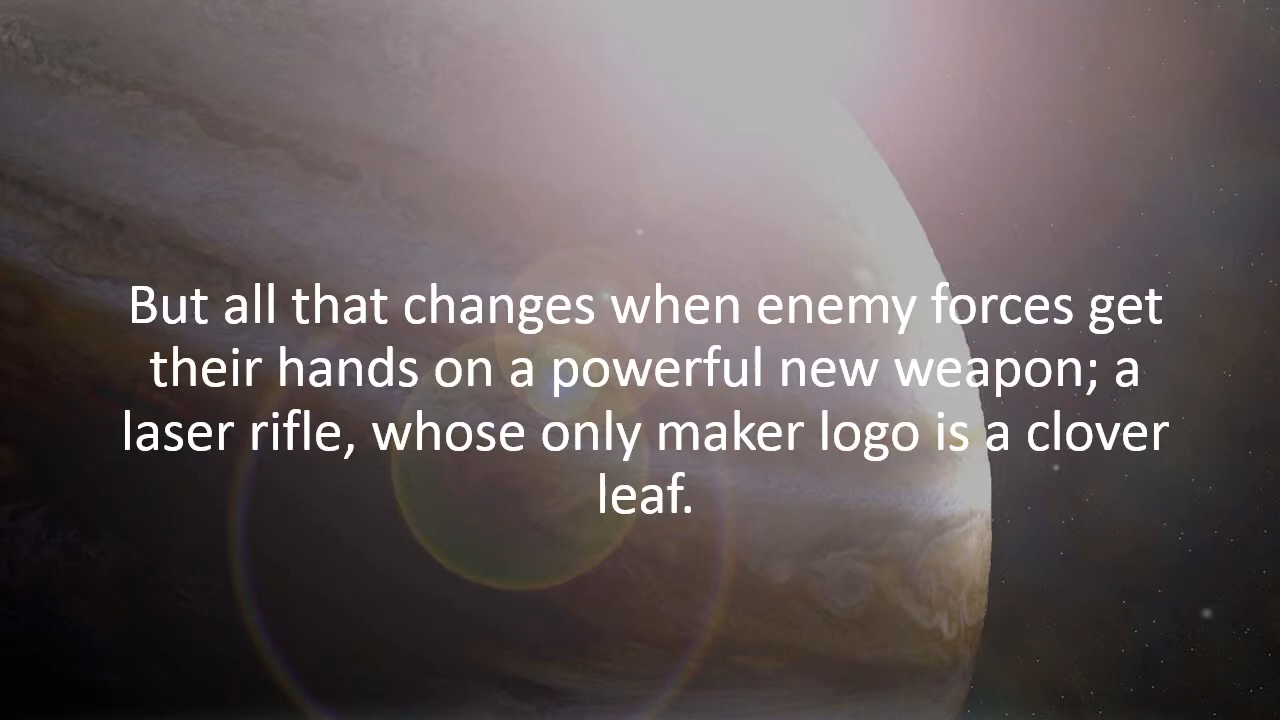 But all that changes when enemy forces get
their hands on a powerful new weapon; a
laser rifle, whose only maker logo is a clover
leaf.